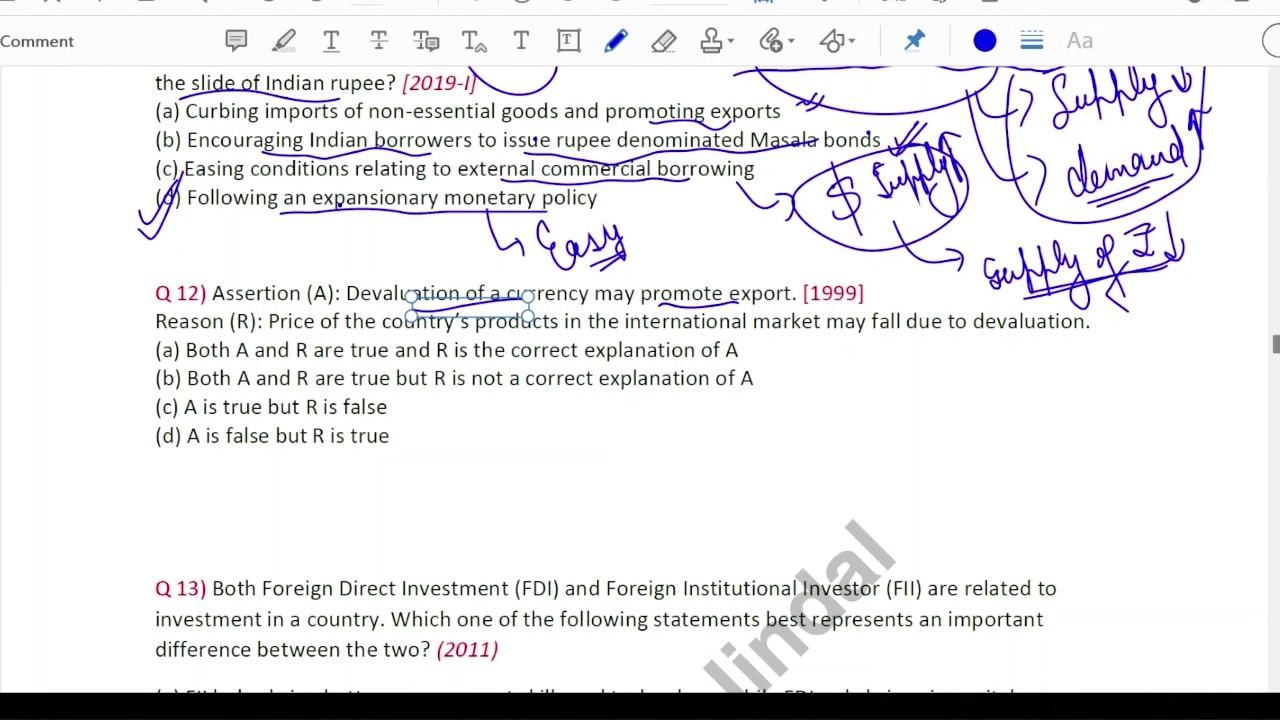 Comment
T T T T T T Aa
the slide of Indian rupee? [2019-I]
(a) Curbing imports of non-essential goods and promoting exports
(b) Encouraging Indian borrowers to issue rupee denominated Masala bonds
(c) Easing conditions relating to external commercial borrowing
(d) Following an expansionary monetary policy
Supply↓
demand↑
$ Supply↑
Easy
Supply of ₹↓
Q 12) Assertion (A): Devaluation of a currency may promote export. [1999]
Reason (R): Price of the country's products in the international market may fall due to devaluation.
(a) Both A and R are true and R is the correct explanation of A
(b) Both A and R are true but R is not a correct explanation of A
(c) A is true but R is false
(d) A is false but R is true
Q 13) Both Foreign Direct Investment (FDI) and Foreign Institutional Investor (FII) are related to
investment in a country. Which one of the following statements best represents an important
difference between the two? (2011)
lindal